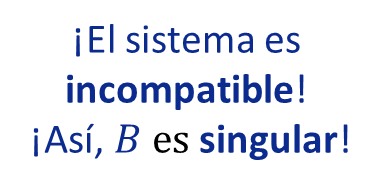 ¡El sistema es
incompatible!
¡Así, B es singular!